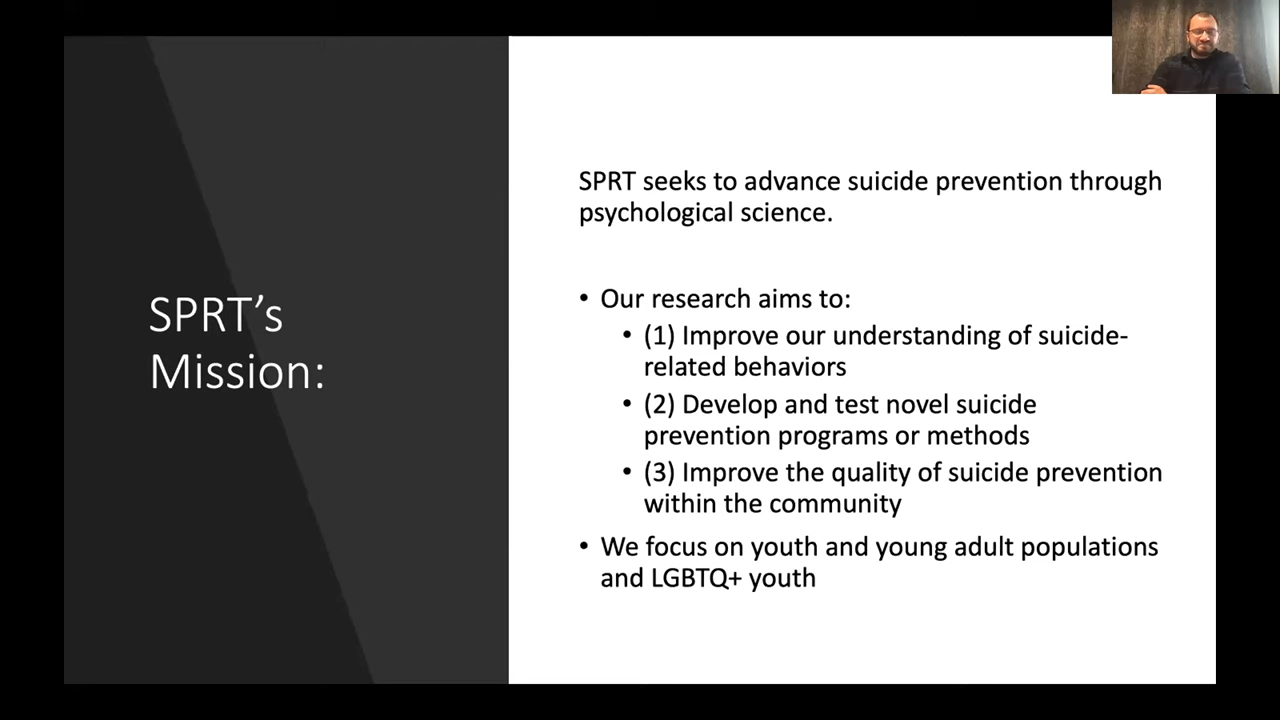 SPRT's
Mission:
SPRT seeks to advance suicide prevention through
psychological science.
• Our research aims to:
• (1) Improve our understanding of suicide-
related behaviors
• (2) Develop and test novel suicide
prevention programs or methods
• (3) Improve the quality of suicide prevention
within the community
• We focus on youth and young adult populations
and LGBTQ+ youth